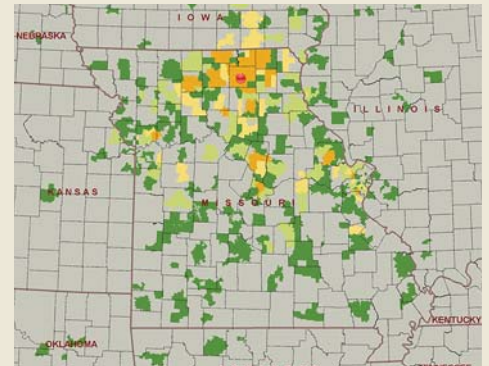 IOWA
NEBRASKA
ILLINOIS
KANSAS
MISSOURI
KENTUCKY
OKLAHOMA